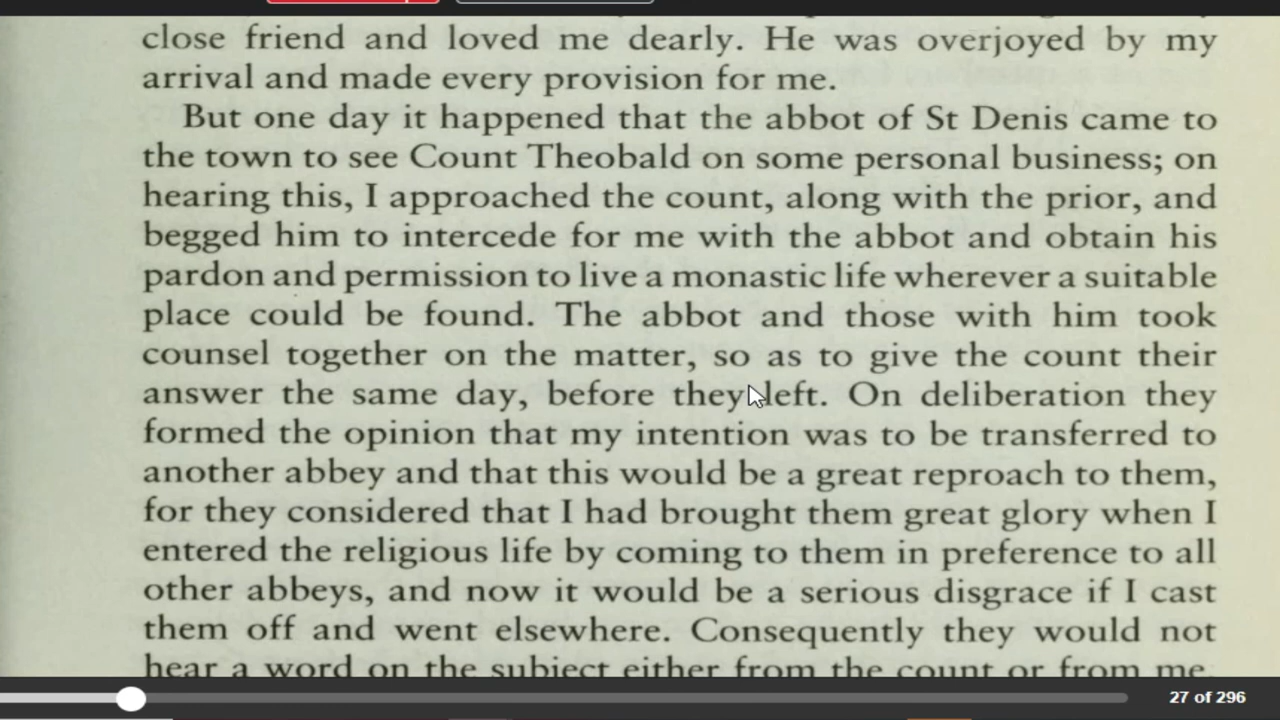 close friend and loved me dearly. He was overjoyed by my
arrival and made every provision for me.
But one day it happened that the abbot of St Denis came to
the town to see Count Theobald on some personal business; on
hearing this, I approached the count, along with the prior, and
begged him to intercede for me with the abbot and obtain his
pardon and permission to live a monastic life wherever a suitable
place could be found. The abbot and those with him took
counsel together on the matter, so as to give the count their
answer the same day, before they left. On deliberation they
formed the opinion that my intention was to be transferred to
another abbey and that this would be a great reproach to them,
for they considered that I had brought them great glory when I
entered the religious life by coming to them in preference to all
other abbeys, and now it would be a serious disgrace if I cast
them off and went elsewhere. Consequently they would not
hear a word on the subject either from the count or from me.
27 of 296